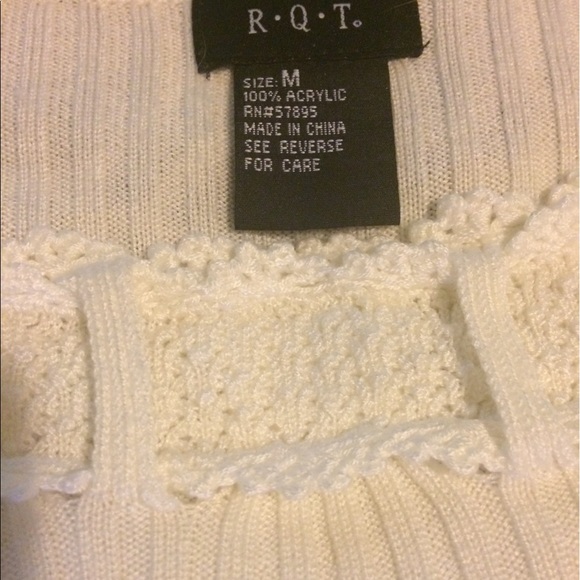 R·Q·T.
SIZE: M
100% ACRYLIC
RN#57895
MADE IN CHINA
SEE REVERSE
FOR CARE